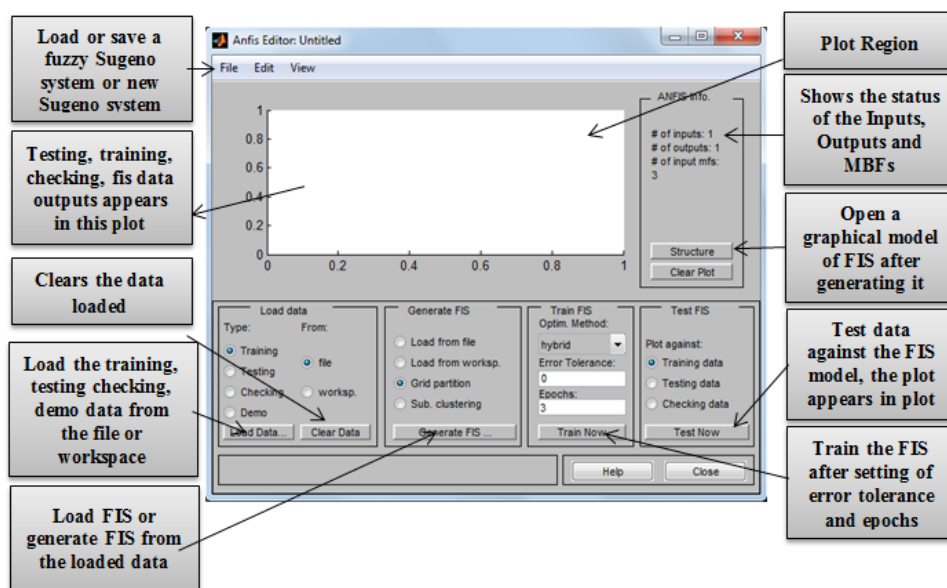 Load or save a
fuzzy Sugeno
system or new
Sugeno system
Testing, training,
checking, fis data
outputs appears
in this plot
Clears the data
loaded
Load the training,
testing checking,
demo data from
the file or
workspace
Load FIS or
generate FIS from
the loaded data
Anfis Editor: Untitled
File Edit View
1
0.8
0.6
0.4
0.2
0
0 0.2 0.4 0.6 0.8 1
ANFIS Info.
# of inputs: 1
# of outputs: 1
# of input mfs:
3
Structure
Clear Plot
Load data
Type: From:
Training
Testing
Checking
Demo
file
worksp.
Load Data... Clear Data
Generate FIS
Load from file
Load from worksp.
Grid partition
Sub. clustering
Generate FIS ...
Train FIS
Optim. Method:
hybrid
Error Tolerance:
0
Epochs:
3
Train Now
Test FIS
Plot against:
Training data
Testing data
Checking data
Test Now
Help Close
Plot Region
Shows the status
of the Inputs,
Outputs and
MBFs
Open a
graphical model
of FIS after
generating it
Test data
against the FIS
model, the plot
appears in plot
Train the FIS
after setting of
error tolerance
and epochs